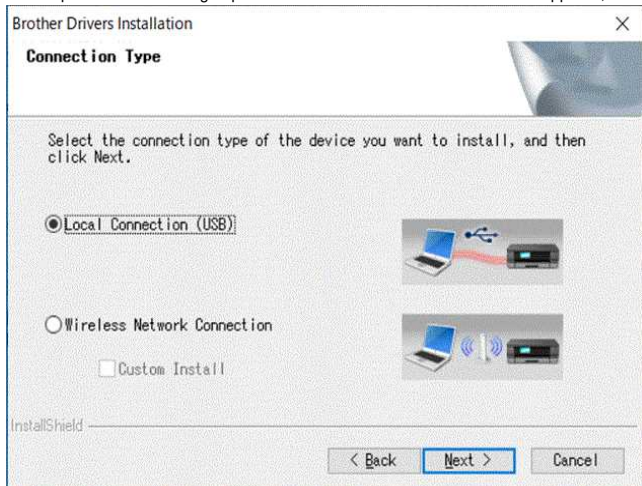 Brother Drivers Installation
Connection Type
Select the connection type of the device you want to install, and then
click Next.
Local Connection (USB)
Wireless Network Connection
Custom Install
InstallShield
< Back
Next >
Cancel